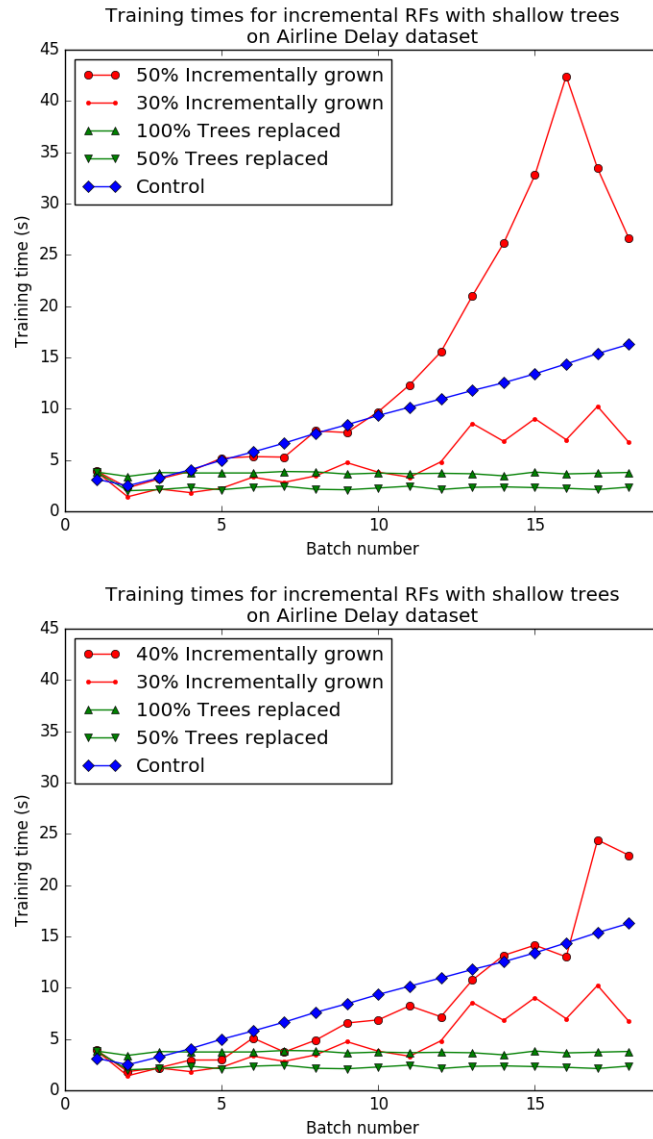 Training times for incremental RFs with shallow trees
on Airline Delay dataset
45
40
35
30
25
20
15
10
5
0
Training time (s)
50% Incrementally grown
30% Incrementally grown
100% Trees replaced
50% Trees replaced
Control
0 5 10 15
Batch number
Training times for incremental RFs with shallow trees
on Airline Delay dataset
45
40
35
30
25
20
15
10
5
0
Training time (s)
40% Incrementally grown
30% Incrementally grown
100% Trees replaced
50% Trees replaced
Control
0 5 10 15
Batch number